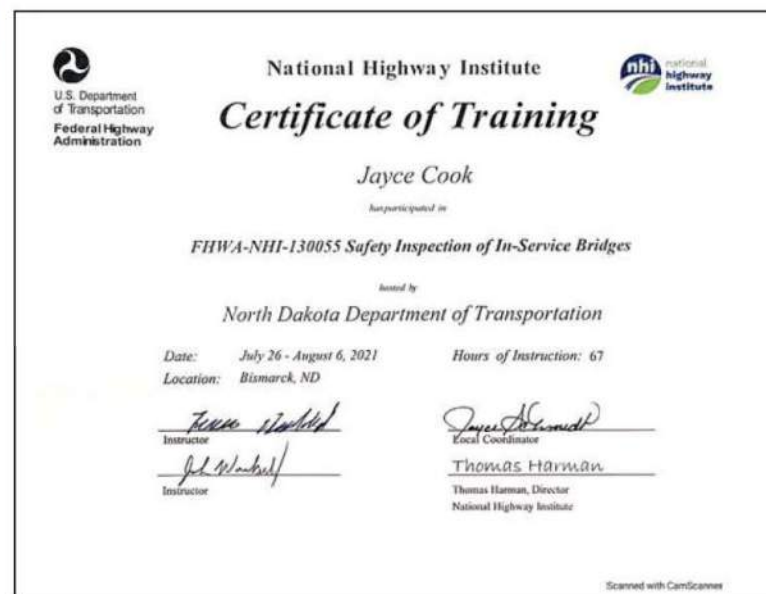 U.S. Department
of Transportation
Federal Highway
Administration
National Highway Institute
nhi national
highway
institute
Certificate of Training
Jayce Cook
has participated in
FHWA-NHI-130055 Safety Inspection of In-Service Bridges
hosted by
North Dakota Department of Transportation
Date: July 26 - August 6, 2021 Hours of Instruction: 67
Location: Bismarck, ND
Instructor
Local Coordinator
Thomas Harman
Instructor
Thomas Harman, Director
National Highway Institute
Scanned with CamScanner